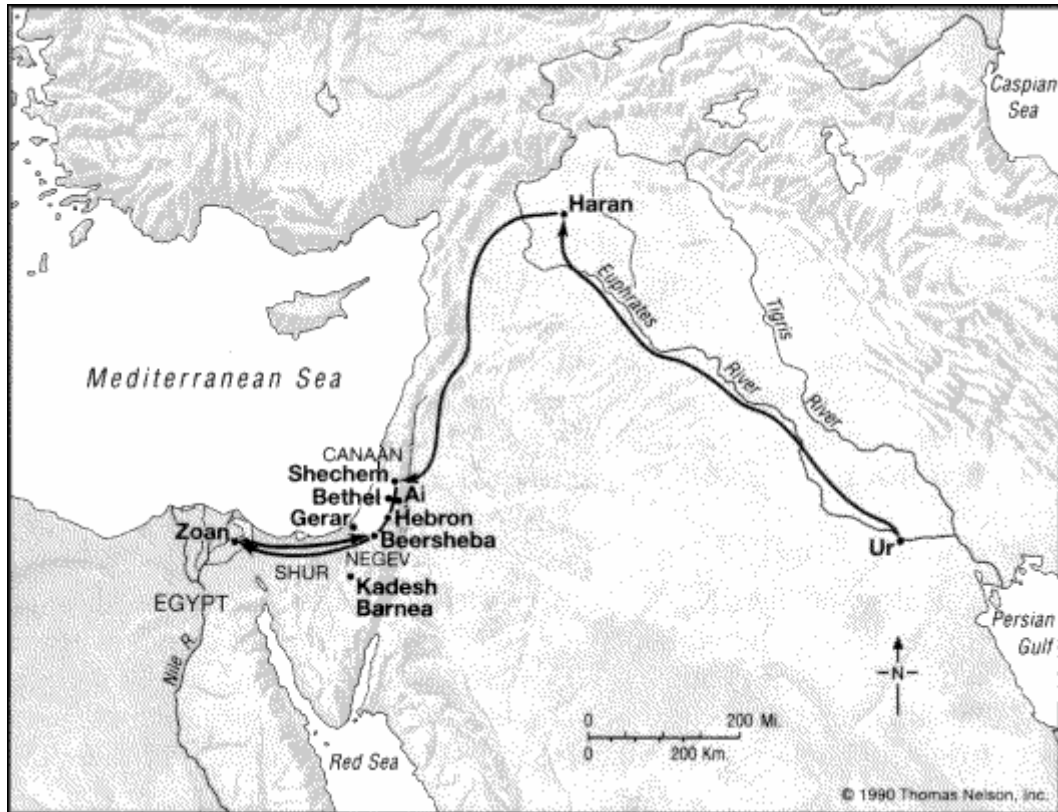 Caspian
Sea
Haran
Euphrates
River
Tigris
River
Mediterranean Sea
CANAAN
Shechem
Bethel
Ai
Gerar
Hebron
Zoan
Beersheba
Ur
SHUR
NEGEV
Kadesh
Barnea
EGYPT
Nile R.
Persian
Gulf
N
0 200 Mi.
0 200 Km.
Red Sea
© 1990 Thomas Nelson, Inc.